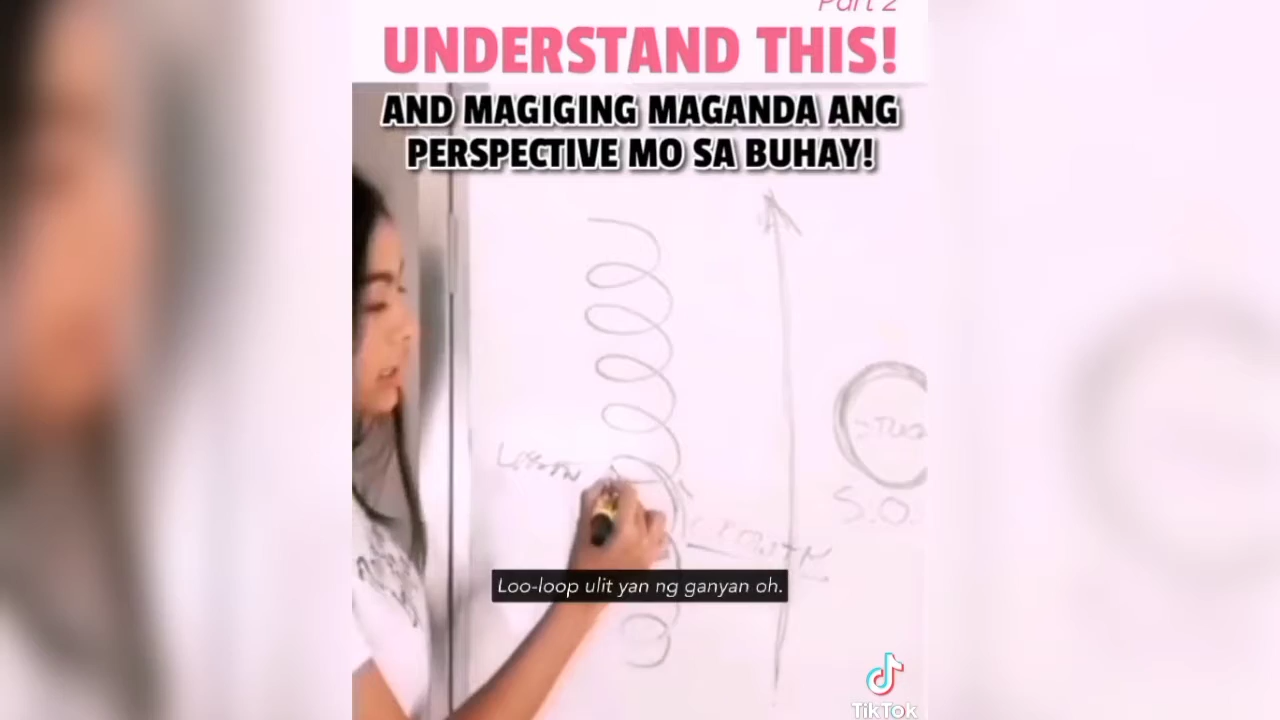 Part 2
UNDERSTAND THIS!
AND MAGIGING MAGANDA ANG
PERSPECTIVE MO SA BUHAY!
S.O.
Loo-loop ulit yan ng ganyan oh.
TikTok